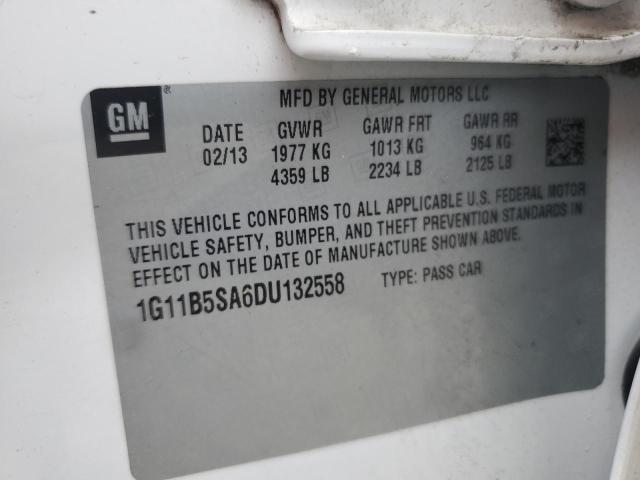 GM ®
MFD BY GENERAL MOTORS LLC
DATE GVWR GAWR FRT GAWR RR
02/13 1977 KG 1013 KG 964 KG
4359 LB 2234 LB 2125 LB
THIS VEHICLE CONFORMS TO ALL APPLICABLE U.S. FEDERAL MOTOR
VEHICLE SAFETY, BUMPER, AND THEFT PREVENTION STANDARDS IN
EFFECT ON THE DATE OF MANUFACTURE SHOWN ABOVE.
1G11B5SA6DU132558 TYPE: PASS CAR